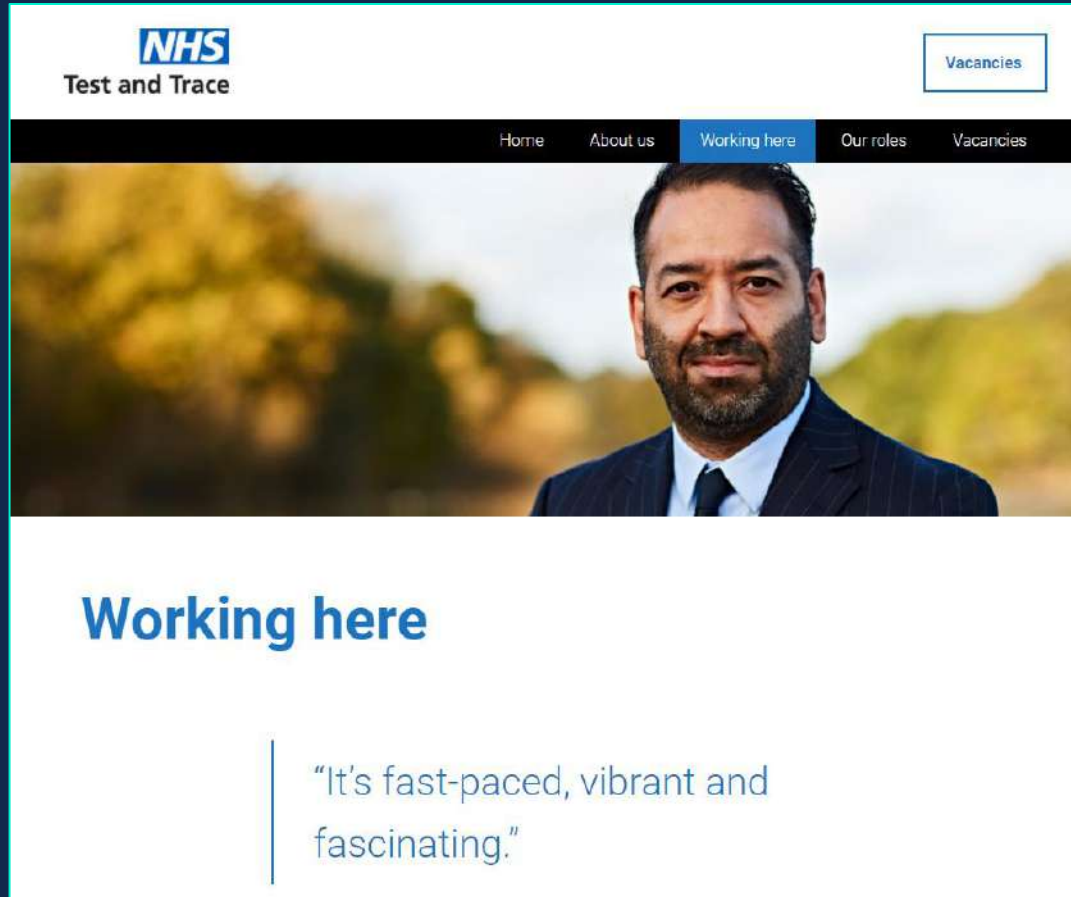 NHS
Test and Trace
Vacancies
Home About us Working here Our roles Vacancies
Working here
“It’s fast-paced, vibrant and
fascinating.”